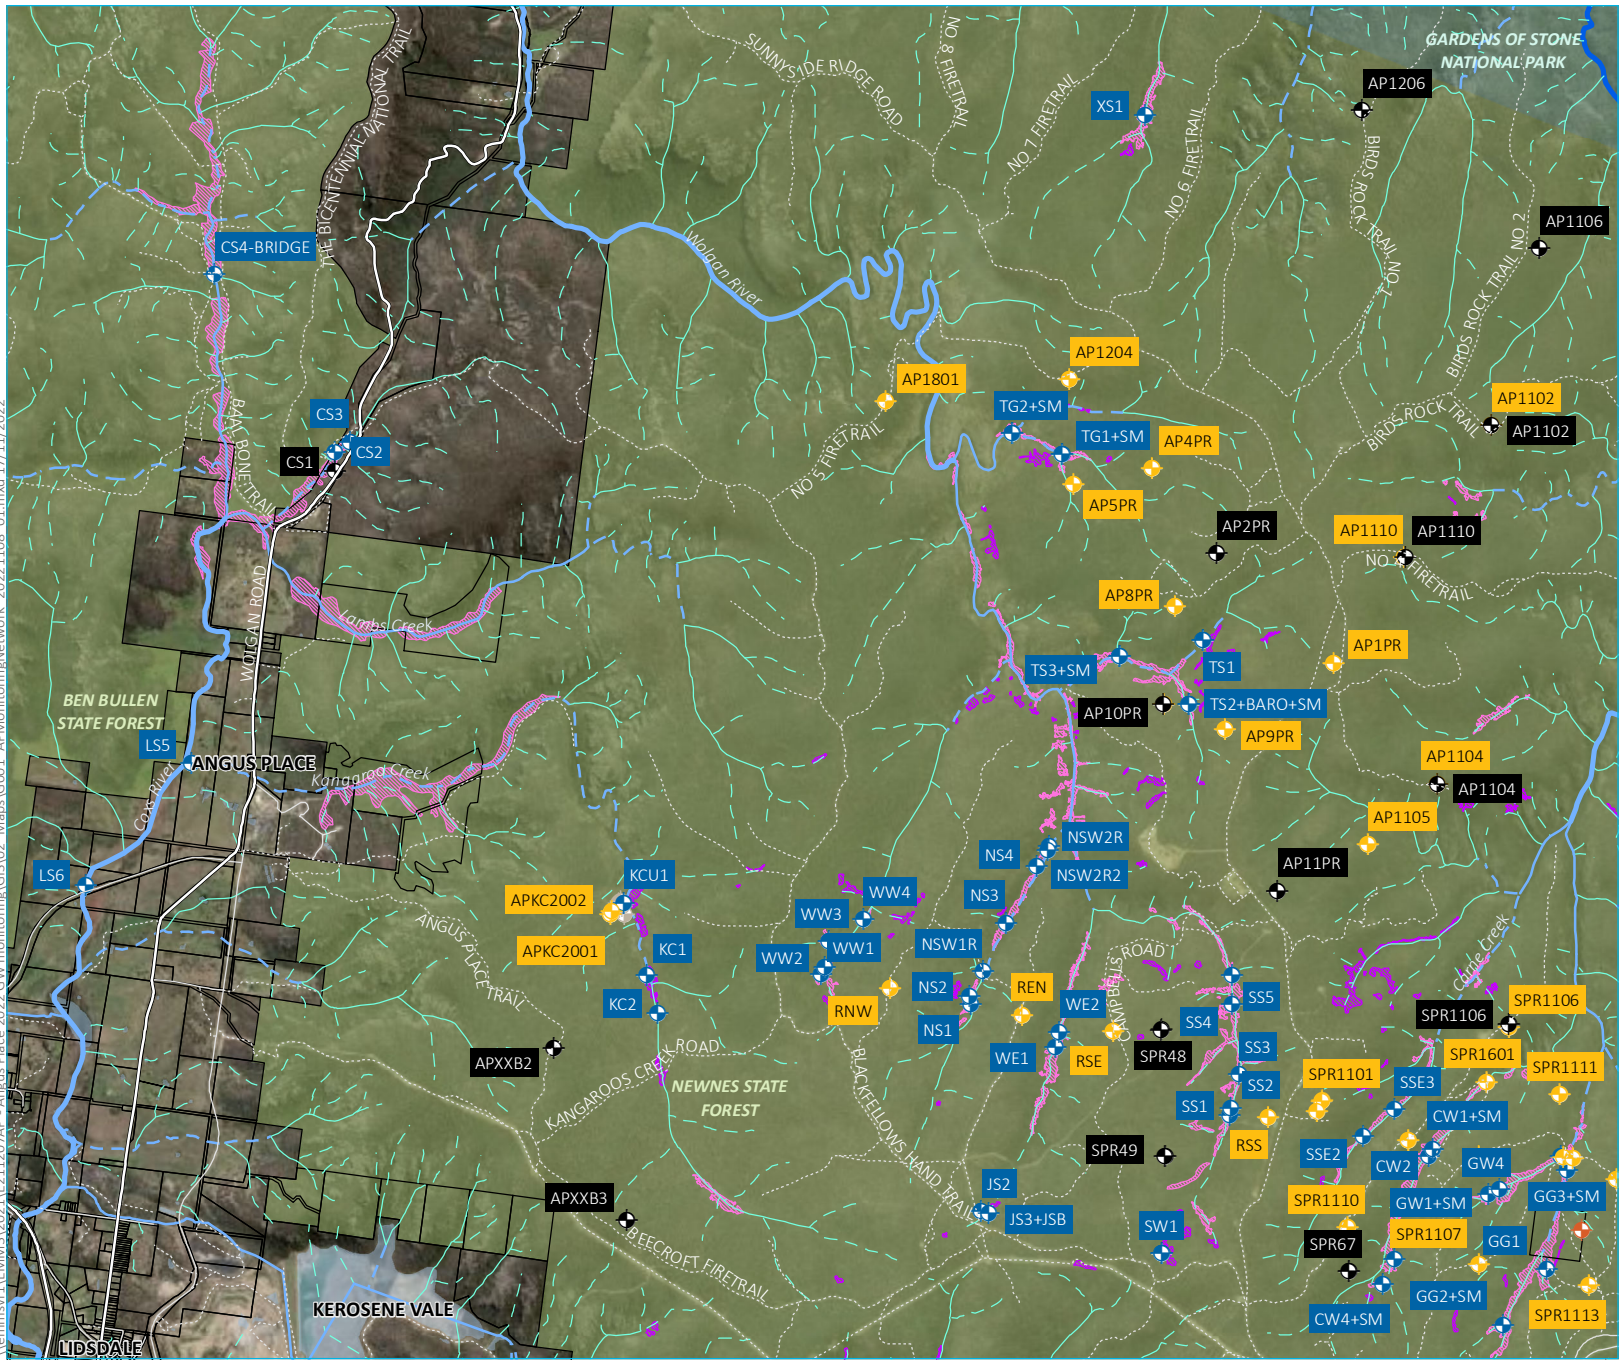 GARDENS OF STONE
NATIONAL PARK
SUNNYSIDE RIDGE ROAD
NO 8 FIRETRAIL
NO 7 FIRETRAIL
NO 6 FIRETRAIL
THE BICENTENNIAL NATIONAL TRAIL
XS1
AP1206
BIRDS ROCK TRAIL NO 1
AP1106
BIRDS ROCK TRAIL NO 2
CS4-BRIDGE
Wolgan River
AP1204
AP1801
TG2+SM
TG1+SM
AP4PR
AP5PR
NO 5 FIRETRAIL
BIRDS ROCK TRAIL
AP1102
AP1102
CS3
CS2
CS1
BAAL BONE TRAIL
AP2PR
AP1110
AP1110
FIRETRAIL
AP8PR
WOLGAN ROAD
Lambs Creek
TS3+SM
TS1
AP1PR
AP10PR
TS2+BARO+SM
AP9PR
BEN BULLEN
STATE FOREST
LS5
ANGUS PLACE
Coxs River
Kangaroo Creek
AP1104
AP1104
AP1105
AP11PR
LS6
NSW2R
NS4
NSW2R2
KCU1
APKC2002
APKC2001
WW4
WW3
WW1
WW2
NS3
NSW1R
NS2
NS1
RNW
REN
ANGUS PLACE TRAIL
KC1
KC2
CAMPBELLS ROAD
Carne Creek
SS5
SS4
SS3
SS2
SS1
WE2
WE1
RSE
SPR48
SPR1106
SPR1106
SPR1601
SPR1111
APXXB2
KANGAROOS CREEK ROAD
NEWNES STATE
FOREST
BLACKFELLOWS HAND TRAIL
SPR1101
SSE3
CW1+SM
SPR49
RSS
SSE2
CW2
GW4
APXXB3
JS2
JS3+JSB
SW1
SPR1110
GW1+SM
GG3+SM
SPR67
SPR1107
GG1
BEECROFT FIRETRAIL
GG2+SM
CW4+SM
SPR1113
KEROSENE VALE
LIDSDALE